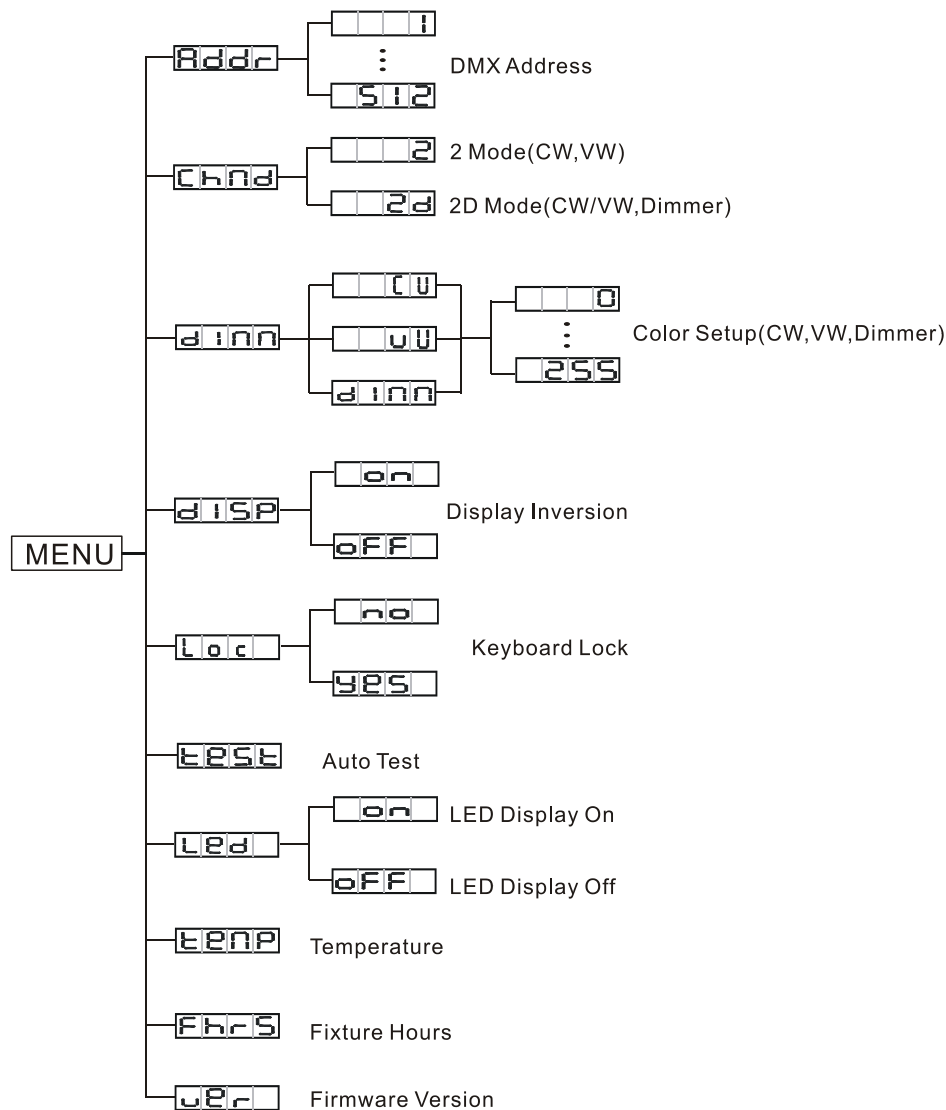 MENU
Addr
1
512
DMX Address
ChNd
2
2 Mode(CW,VW)
2d
2D Mode(CW/VW,Dimmer)
dINN
CU
vU
dINN
0
255
Color Setup(CW,VW,Dimmer)
dISP
on
oFF
Display Inversion
Loc
no
yes
Keyboard Lock
test
Auto Test
Led
on
LED Display On
oFF
LED Display Off
teNP
Temperature
FhrS
Fixture Hours
ver
Firmware Version